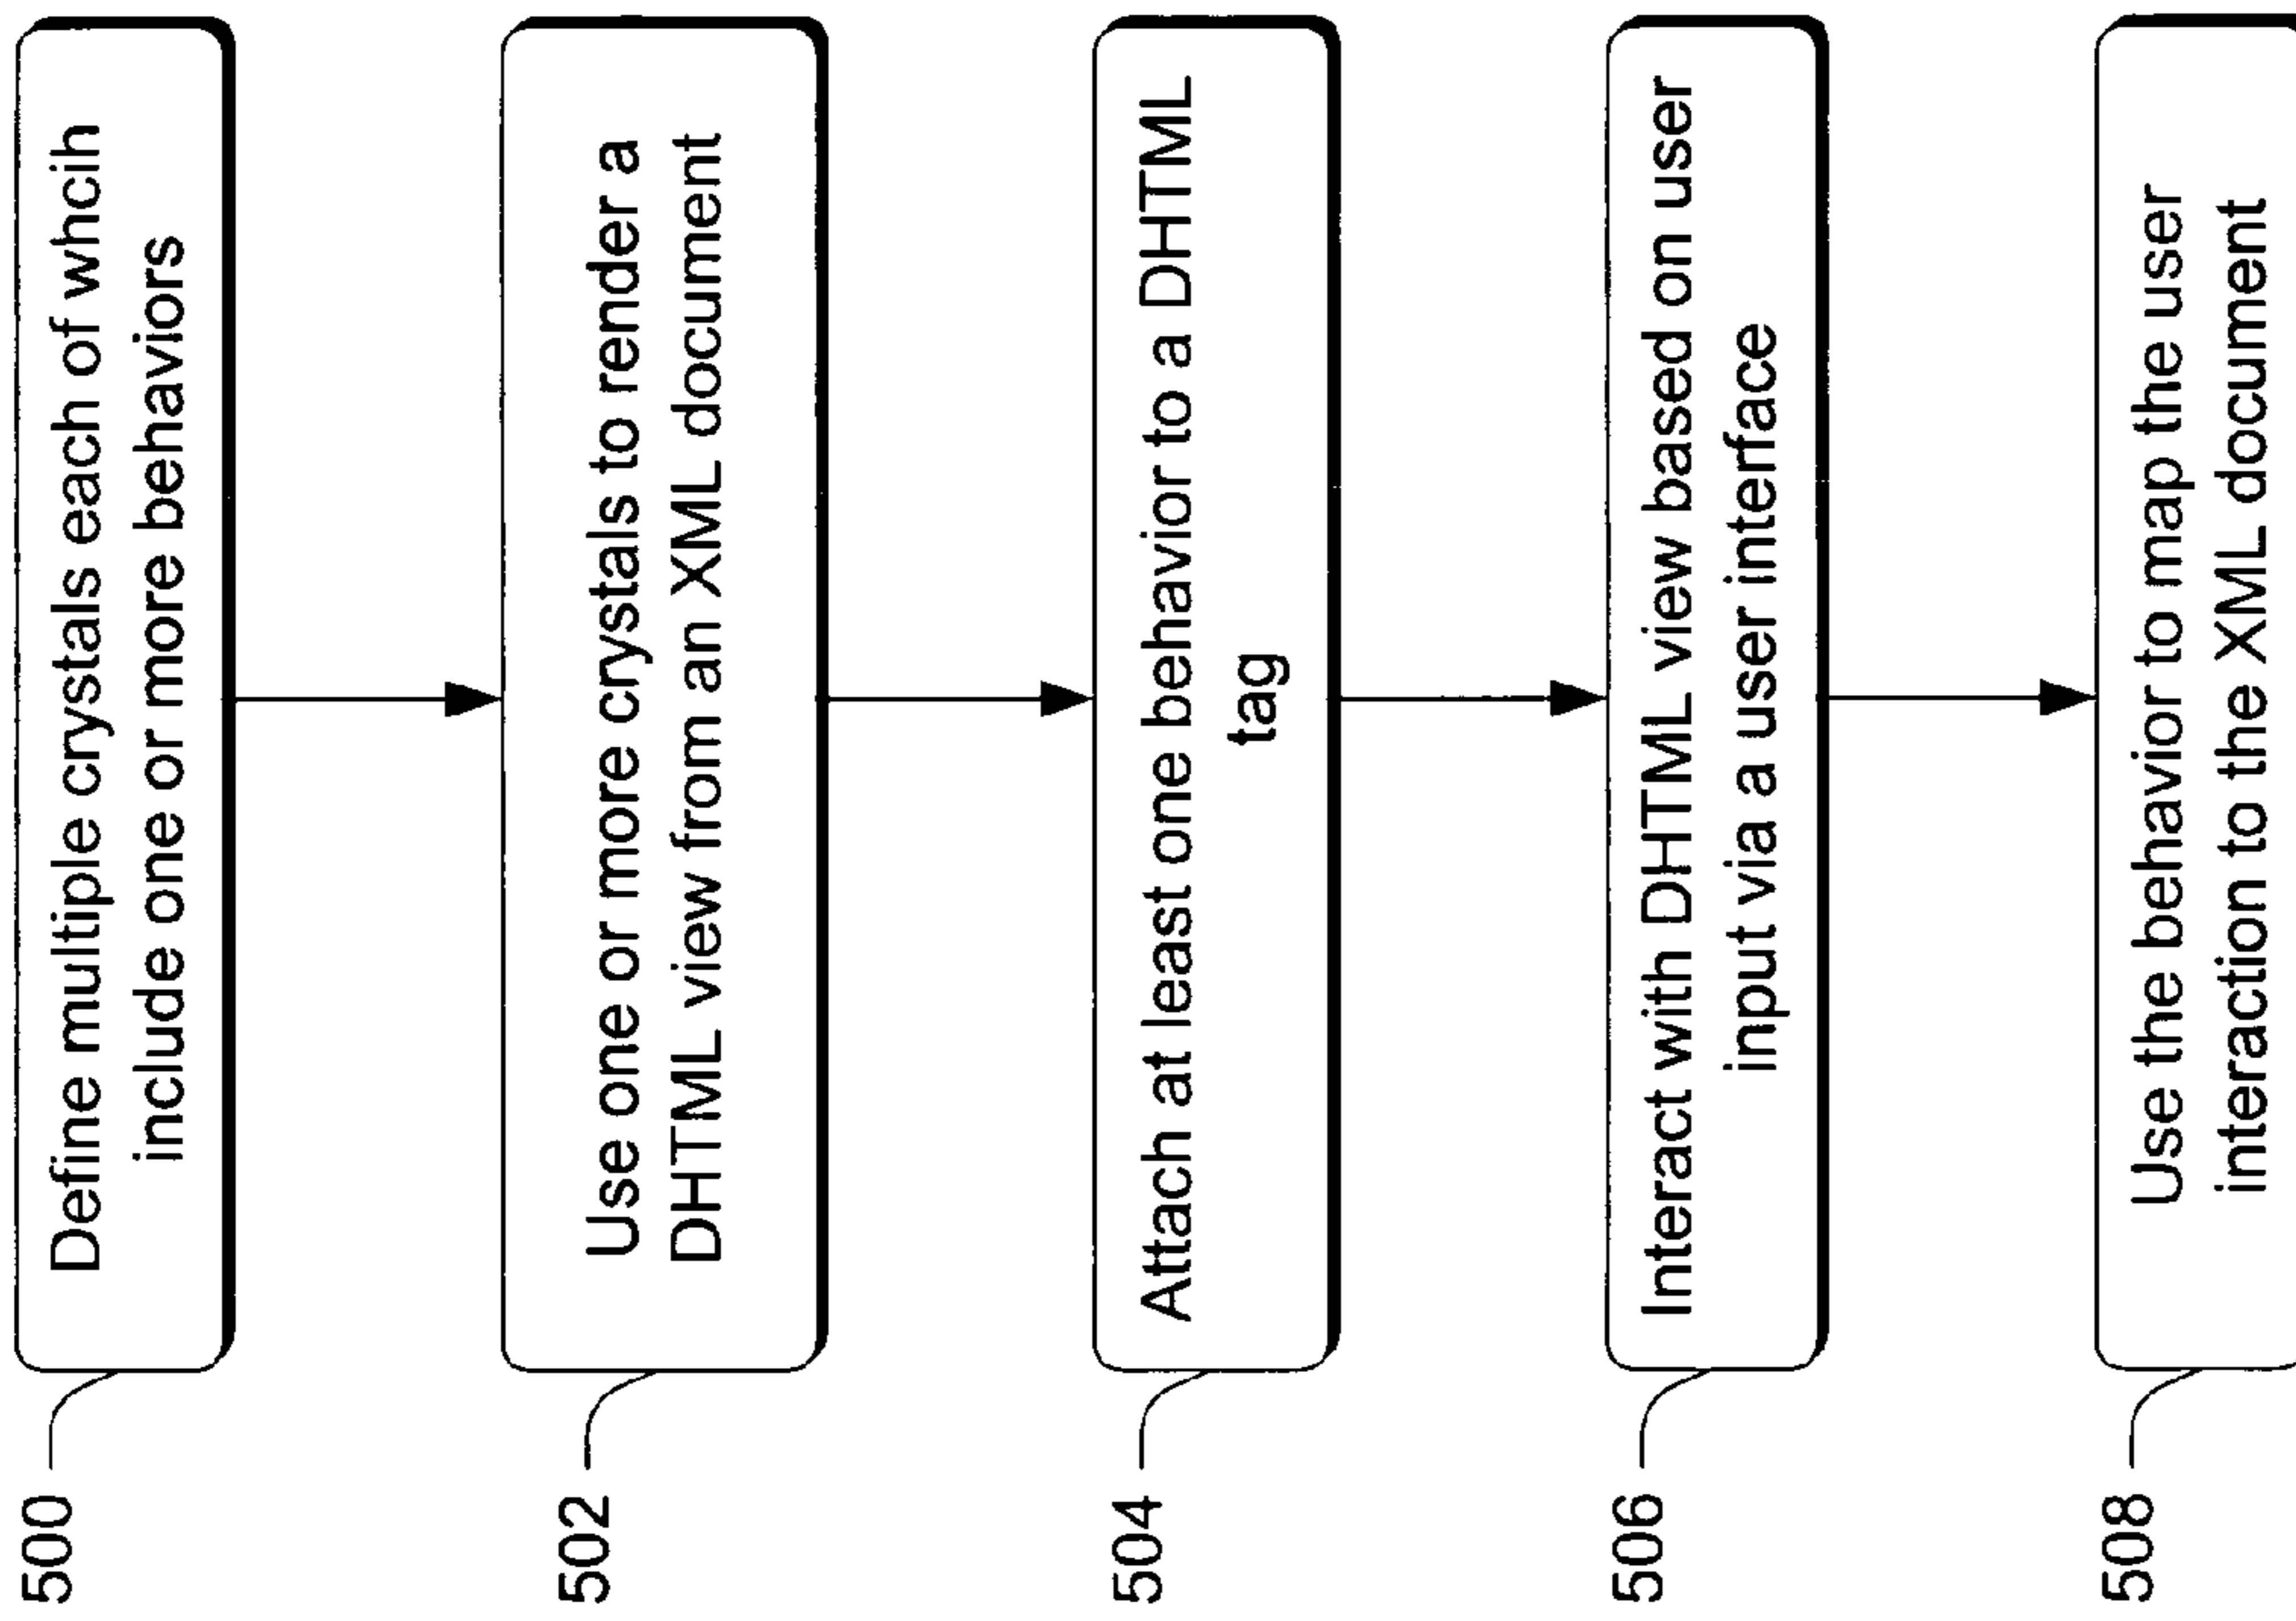 500
Define multiple crystals each of whcih
include one or more behaviors
502
Use one or more crystals to render a
DHTML view from an XML document
504
Attach at least one behavior to a DHTML
tag
506
Interact with DHTML view based on user
input via a user interface
508
Use the behavior to map the user
interaction to the XML document